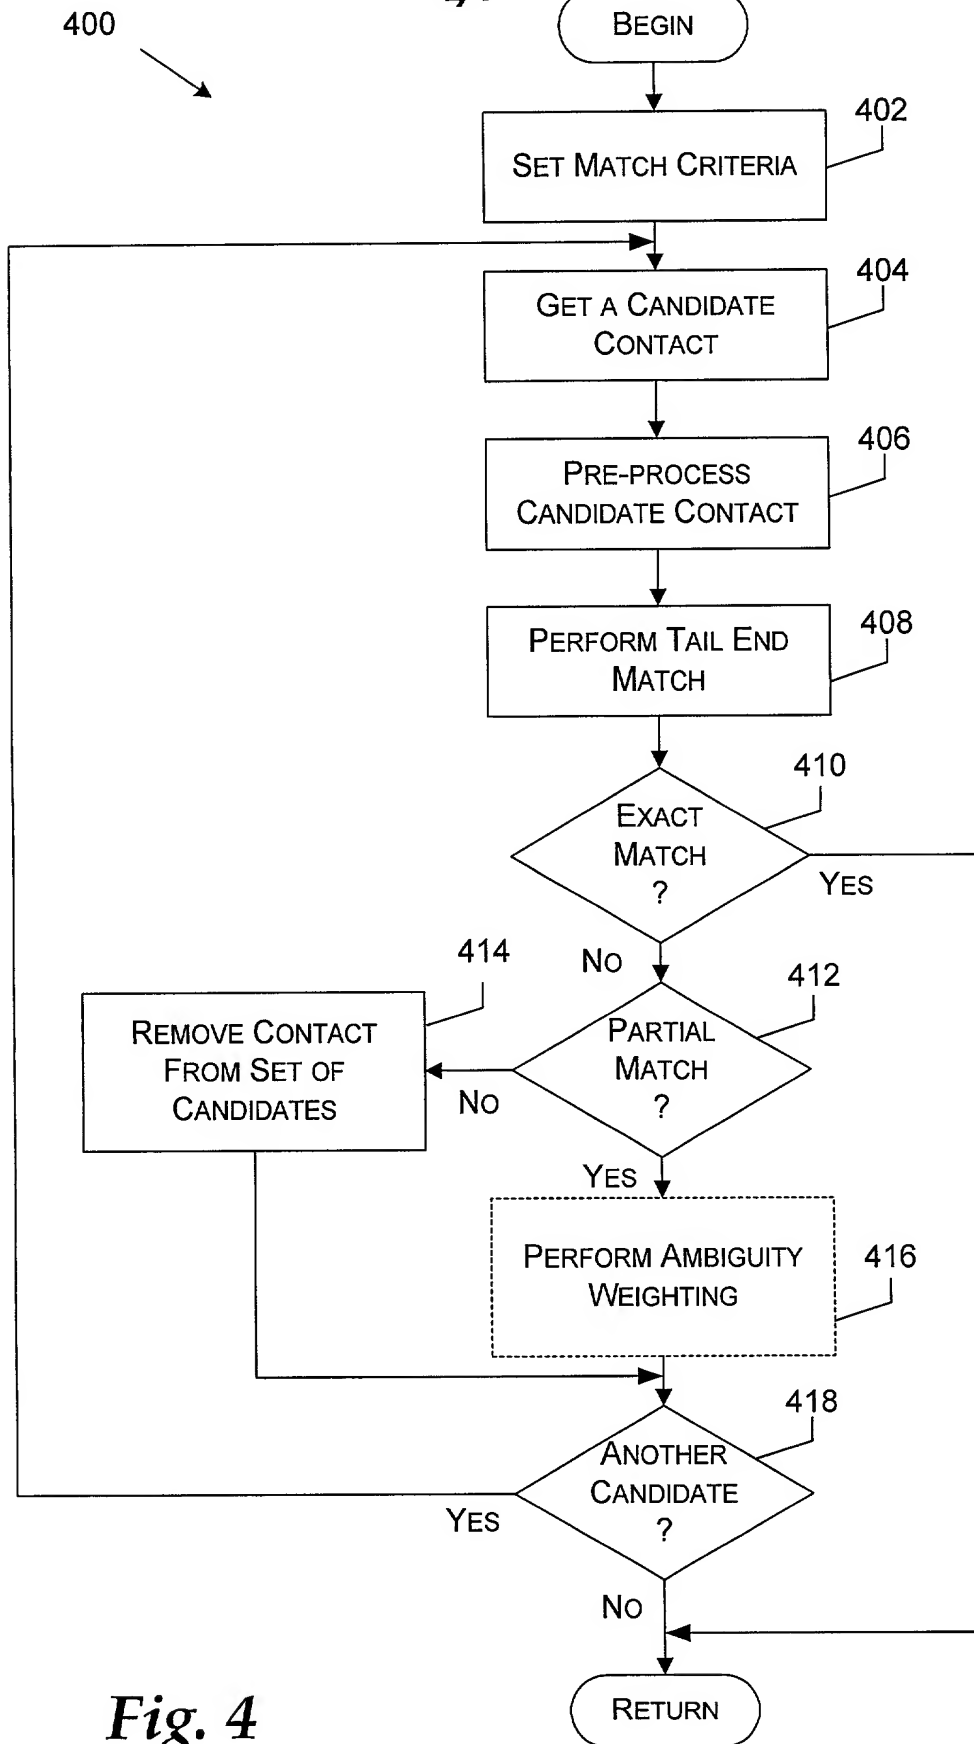 400
BEGIN
402
SET MATCH CRITERIA
404
GET A CANDIDATE
CONTACT
406
PRE-PROCESS
CANDIDATE CONTACT
408
PERFORM TAIL END
MATCH
410
EXACT
MATCH
?
YES
NO
412
PARTIAL
MATCH
?
414
REMOVE CONTACT
FROM SET OF
CANDIDATES
NO
YES
416
PERFORM AMBIGUITY
WEIGHTING
418
ANOTHER
CANDIDATE
?
YES
NO
RETURN
Fig. 4